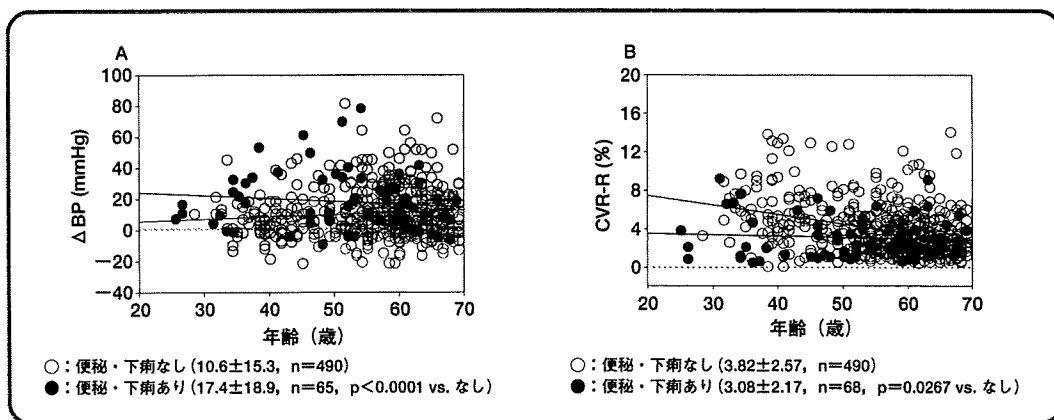 A
ΔBP (mmHg)
100
80
60
40
20
0
−20
−40
20 30 40 50 60 70
年齢（歳）
○：便秘・下痢なし(10.6±15.3，n=490)
●：便秘・下痢あり(17.4±18.9，n=65，p<0.0001 vs. なし)
B
CVR-R (%)
20
16
12
8
4
0
20 30 40 50 60 70
年齢（歳）
○：便秘・下痢なし(3.82±2.57，n=490)
●：便秘・下痢あり(3.08±2.17，n=68，p=0.0267 vs. なし)